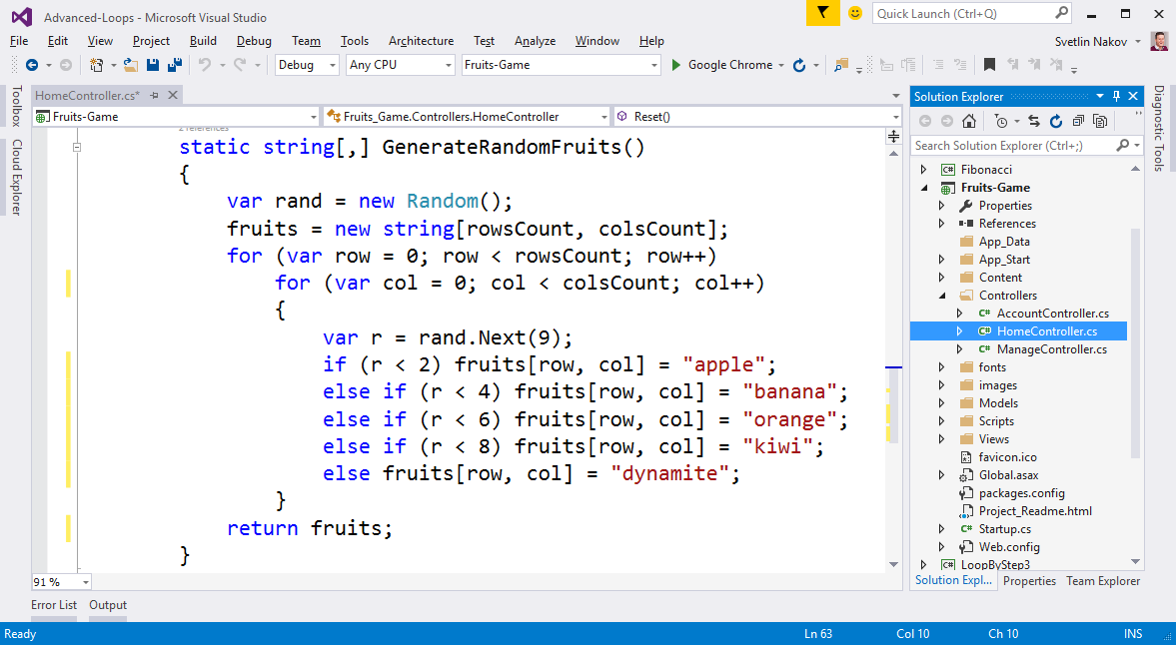 Advanced-Loops - Microsoft Visual Studio
Quick Launch (Ctrl+Q)
File Edit View Project Build Debug Team Tools Architecture Test Analyze Window Help
Svetlin Nakov
Debug Any CPU Fruits-Game Google Chrome
Toolbox
Cloud Explorer
HomeController.cs*
Fruits-Game Fruits_Game.Controllers.HomeController Reset()
2 references
static string[,] GenerateRandomFruits()
{
var rand = new Random();
fruits = new string[rowsCount, colsCount];
for (var row = 0; row < rowsCount; row++)
for (var col = 0; col < colsCount; col++)
{
var r = rand.Next(9);
if (r < 2) fruits[row, col] = "apple";
else if (r < 4) fruits[row, col] = "banana";
else if (r < 6) fruits[row, col] = "orange";
else if (r < 8) fruits[row, col] = "kiwi";
else fruits[row, col] = "dynamite";
}
return fruits;
}
91 %
Solution Explorer
Search Solution Explorer (Ctrl+;)
C# Fibonacci
Fruits-Game
Properties
References
App_Data
App_Start
Content
Controllers
C# AccountController.cs
C# HomeController.cs
C# ManageController.cs
fonts
images
Models
Scripts
Views
favicon.ico
Global.asax
packages.config
Project_Readme.html
C# Startup.cs
Web.config
C# LoopByStep3
Solution Expl... Properties Team Explorer
Diagnostic Tools
Error List Output
Ready Ln 63 Col 10 Ch 10 INS